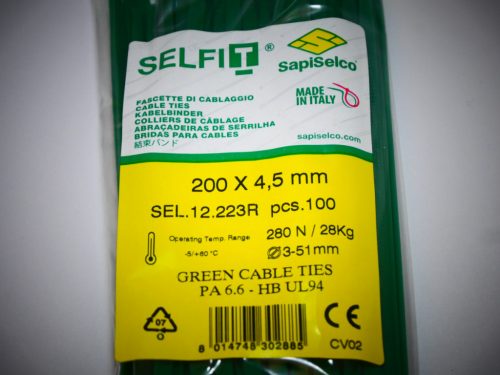 SELFIT®
SapiSelco®
FASCETTE DI CABLAGGIO
CABLE TIES
KABELBINDER
COLLIERS DE CÂBLAGE
ABRAÇADEIRAS DE SERRILHA
BRIDAS PARA CABLES
結束バンド
MADE IN ITALY
sapiselco.com
200 X 4,5 mm
SEL.12.223R pcs.100
Operating Temp. Range
-5/+60 °C
280 N / 28Kg
Ø3-51mm
GREEN CABLE TIES
PA 6.6 - HB UL94
07
O
8 014748 302885
CE
CV02